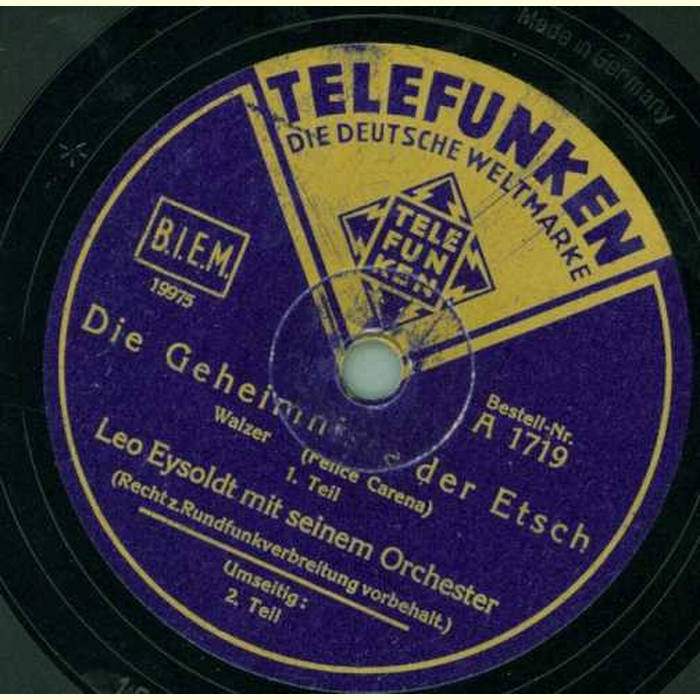 Made in Germany
TELEFUNKEN
DIE DEUTSCHE WELTMARKE
TELE
FUN
KEN
B.I.E.M.
19975
Bestell-Nr.
A 1719
Die Geheimnisse der Etsch
Walzer (Felice Carena)
1. Teil
Leo Eysoldt mit seinem Orchester
(Recht z. Rundfunkverbreitung vorbehalt.)
Umseitig:
2. Teil